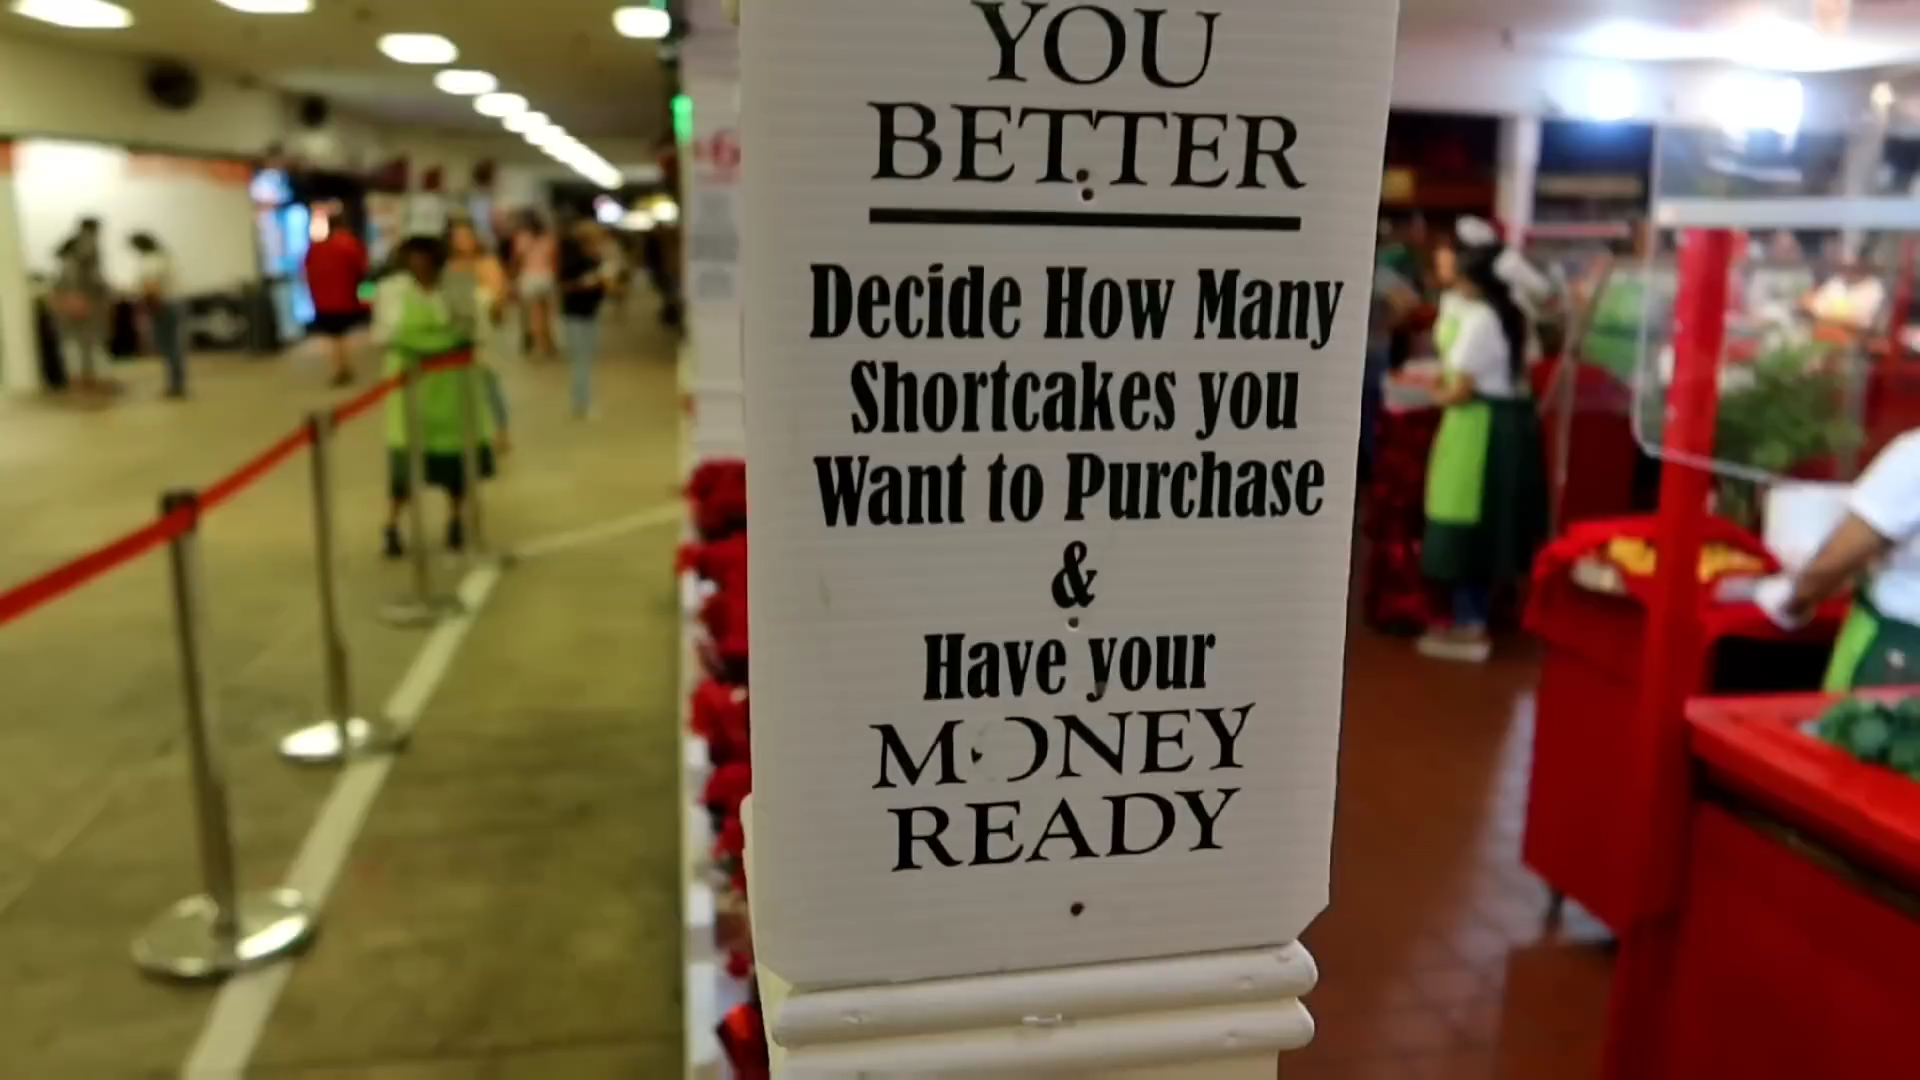 YOU
BETTER
Decide How Many
Shortcakes you
Want to Purchase
&
Have your
MONEY
READY